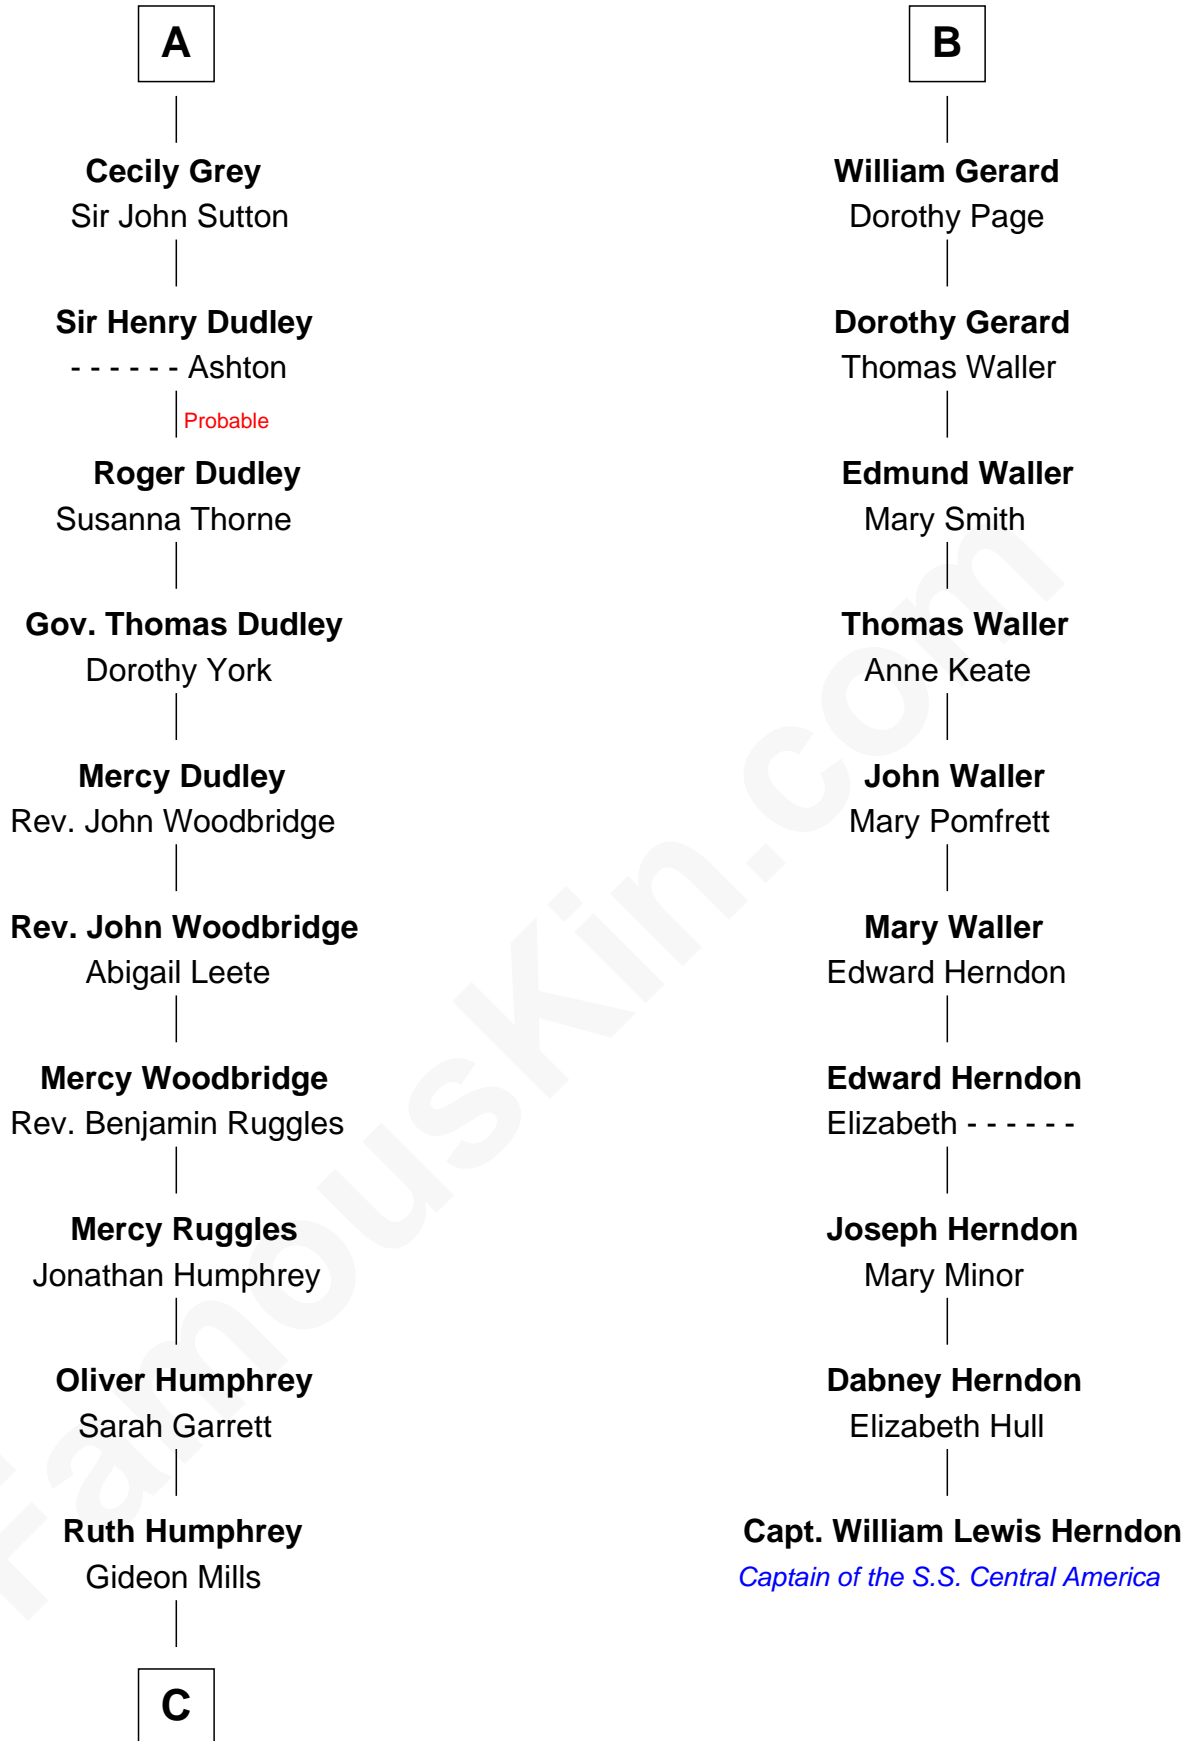 A
Cecily Grey
Sir John Sutton
Sir Henry Dudley
- - - - - - Ashton
Probable
Roger Dudley
Susanna Thorne
Gov. Thomas Dudley
Dorothy York
Mercy Dudley
Rev. John Woodbridge
Rev. John Woodbridge
Abigail Leete
Mercy Woodbridge
Rev. Benjamin Ruggles
Mercy Ruggles
Jonathan Humphrey
Oliver Humphrey
Sarah Garrett
Ruth Humphrey
Gideon Mills
C
B
William Gerard
Dorothy Page
Dorothy Gerard
Thomas Waller
Edmund Waller
Mary Smith
Thomas Waller
Anne Keate
John Waller
Mary Pomfrett
Mary Waller
Edward Herndon
Edward Herndon
Elizabeth - - - - - -
Joseph Herndon
Mary Minor
Dabney Herndon
Elizabeth Hull
Capt. William Lewis Herndon
Captain of the S.S. Central America
FamousKin.com